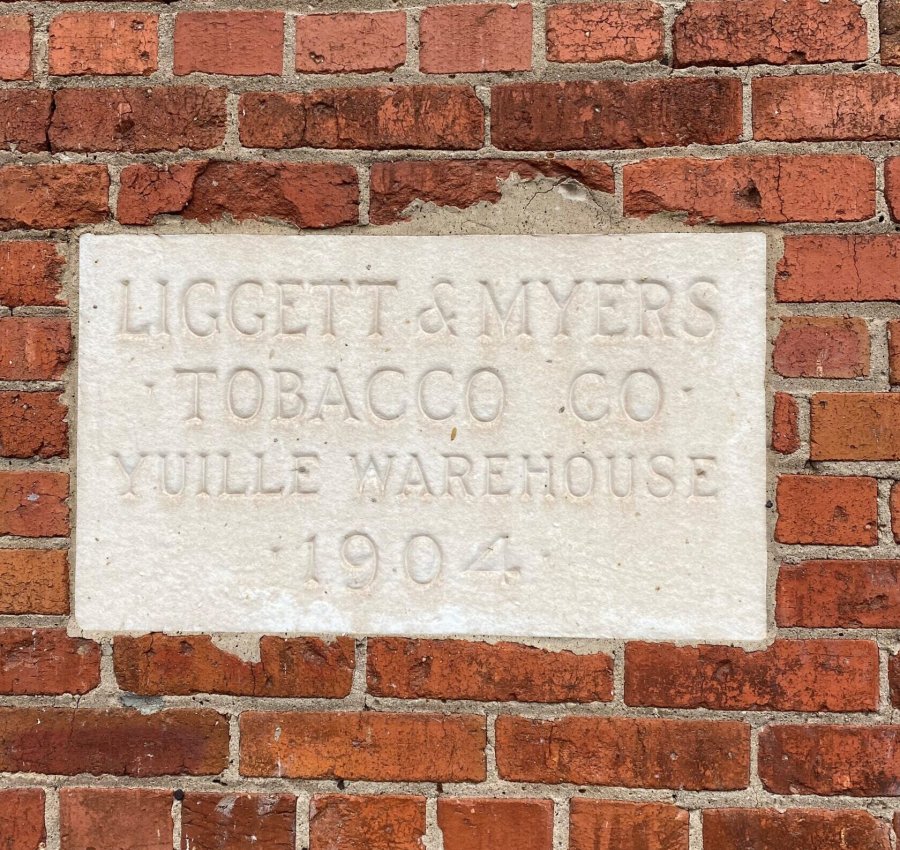 LIGGETT & MYERS
· TOBACCO CO ·
YUILLE WAREHOUSE
· 1904 ·